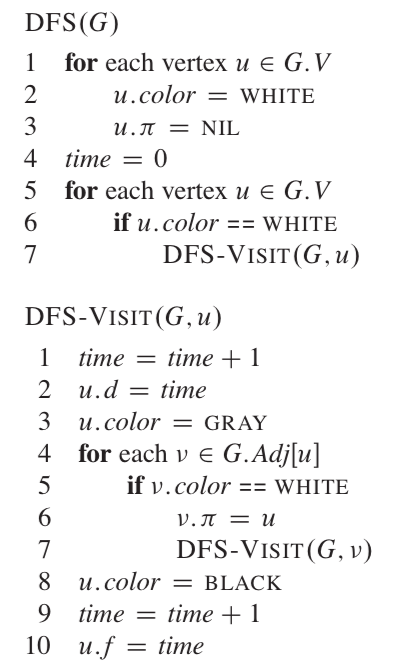 DFS(G)
1 for each vertex u ∈ G.V
2 u.color = WHITE
3 u.π = NIL
4 time = 0
5 for each vertex u ∈ G.V
6 if u.color == WHITE
7 DFS-VISIT(G, u)
DFS-VISIT(G, u)
1 time = time + 1
2 u.d = time
3 u.color = GRAY
4 for each v ∈ G.Adj[u]
5 if v.color == WHITE
6 v.π = u
7 DFS-VISIT(G, v)
8 u.color = BLACK
9 time = time + 1
10 u.f = time